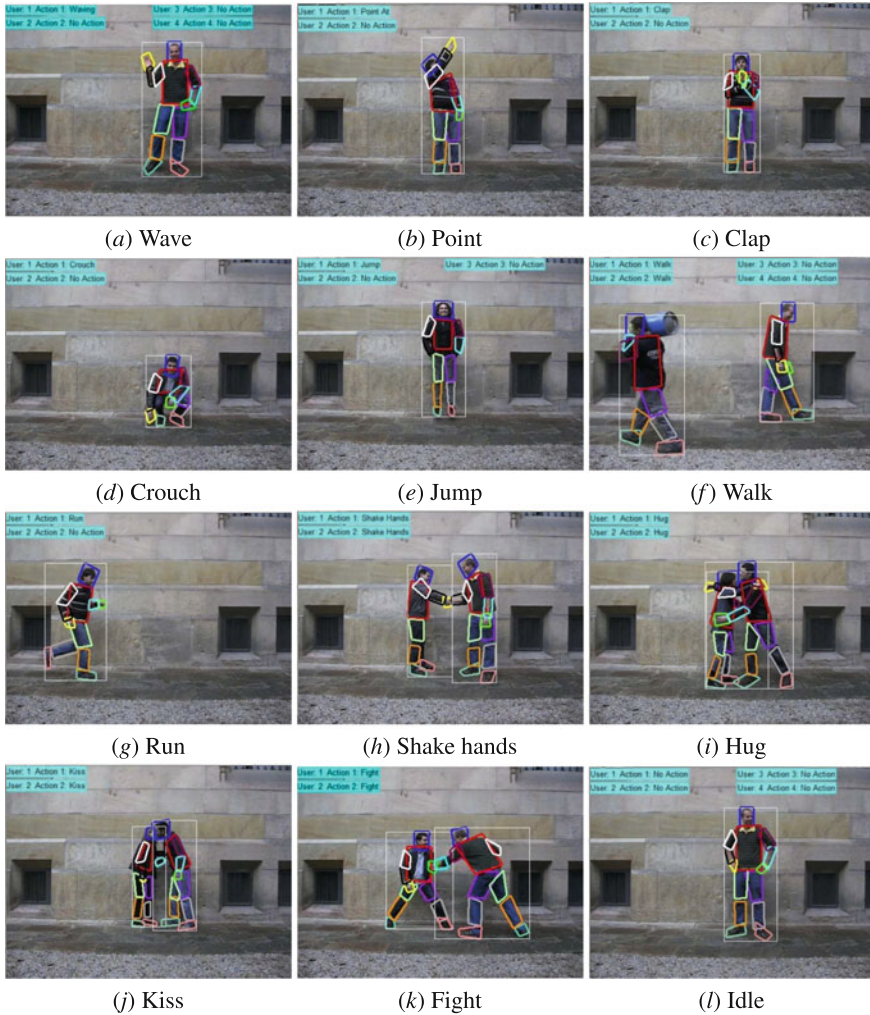 User: 1 Action 1: Waving User: 3 Action 3: No Action
User: 2 Action 2: No Action User: 4 Action 4: No Action
User: 1 Action 1: Point At
User: 2 Action 2: No Action
User: 1 Action 1: Clap
User: 2 Action 2: No Action
(a) Wave
(b) Point
(c) Clap
User: 1 Action 1: Crouch
User: 2 Action 2: No Action
User: 1 Action 1: Jump User: 3 Action 3: No Action
User: 2 Action 2: No Action
User: 1 Action 1: Walk User: 3 Action 3: No Action
User: 2 Action 2: Walk User: 4 Action 4: No Action
(d) Crouch
(e) Jump
(f) Walk
User: 1 Action 1: Run
User: 2 Action 2: No Action
User: 1 Action 1: Shake Hands
User: 2 Action 2: Shake Hands
User: 1 Action 1: Hug
User: 2 Action 2: Hug
(g) Run
(h) Shake hands
(i) Hug
User: 1 Action 1: Kiss
User: 2 Action 2: Kiss
User: 1 Action 1: Fight
User: 2 Action 2: Fight
User: 1 Action 1: No Action User: 3 Action 3: No Action
User: 2 Action 2: No Action User: 4 Action 4: No Action
(j) Kiss
(k) Fight
(l) Idle